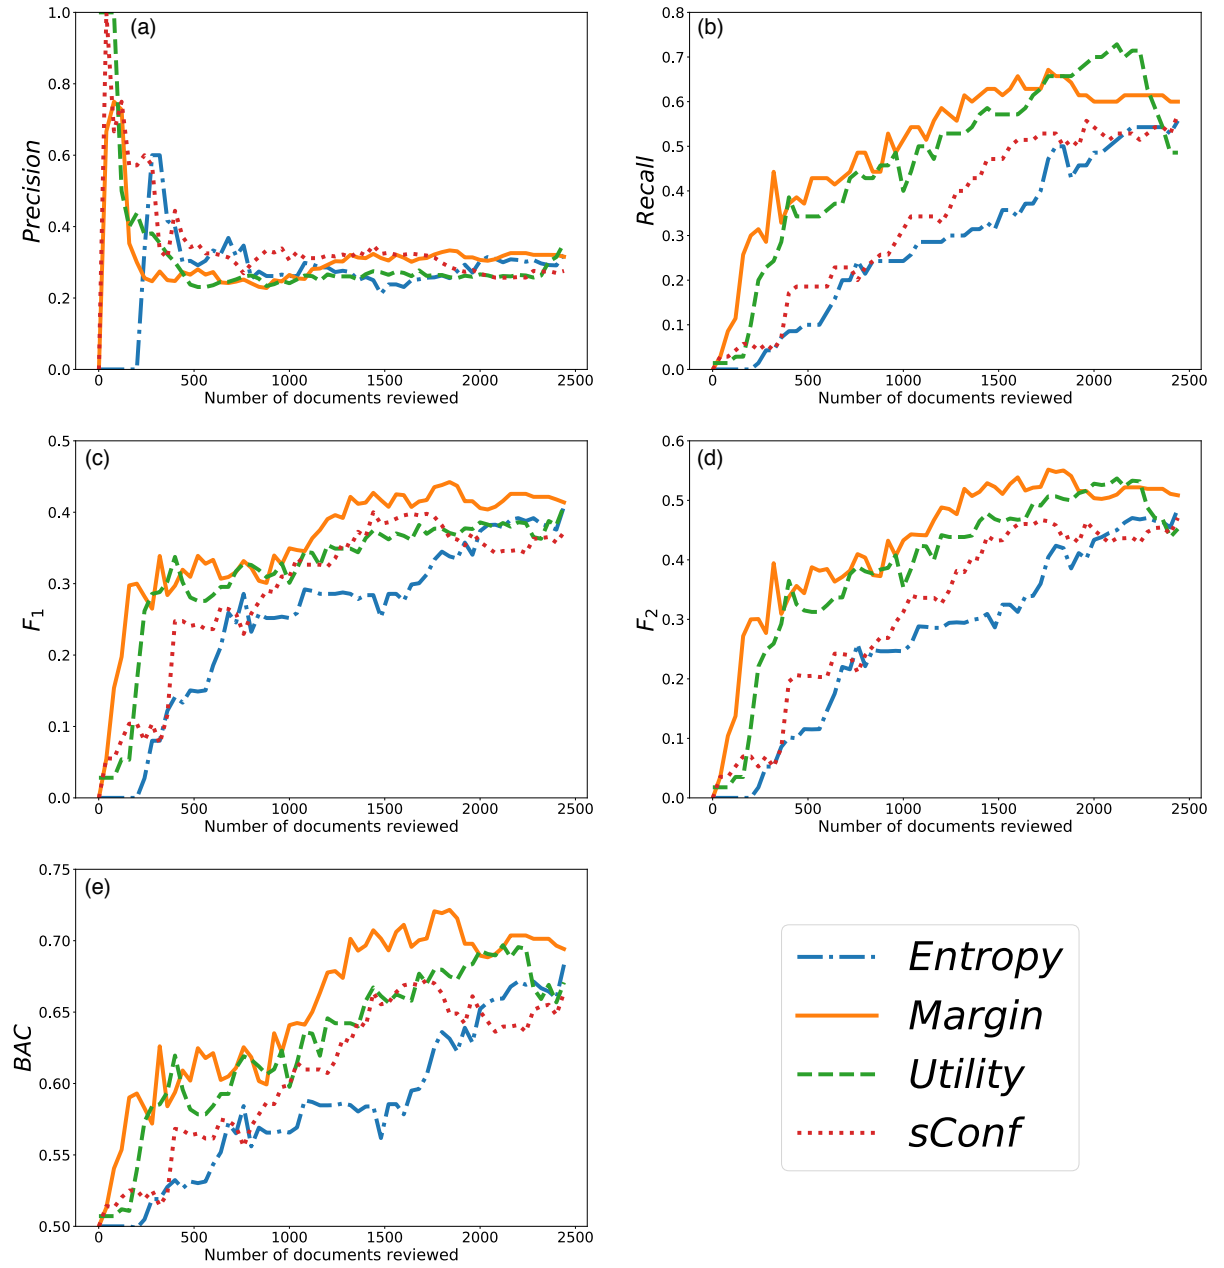 (a)
Precision
1.0
0.8
0.6
0.4
0.2
0.0
0 500 1000 1500 2000 2500
Number of documents reviewed
(b)
Recall
0.8
0.7
0.6
0.5
0.4
0.3
0.2
0.1
0.0
0 500 1000 1500 2000 2500
Number of documents reviewed
(c)
F1
0.5
0.4
0.3
0.2
0.1
0.0
0 500 1000 1500 2000 2500
Number of documents reviewed
(d)
F2
0.6
0.5
0.4
0.3
0.2
0.1
0.0
0 500 1000 1500 2000 2500
Number of documents reviewed
(e)
BAC
0.75
0.70
0.65
0.60
0.55
0.50
0 500 1000 1500 2000 2500
Number of documents reviewed
Entropy
Margin
Utility
sConf